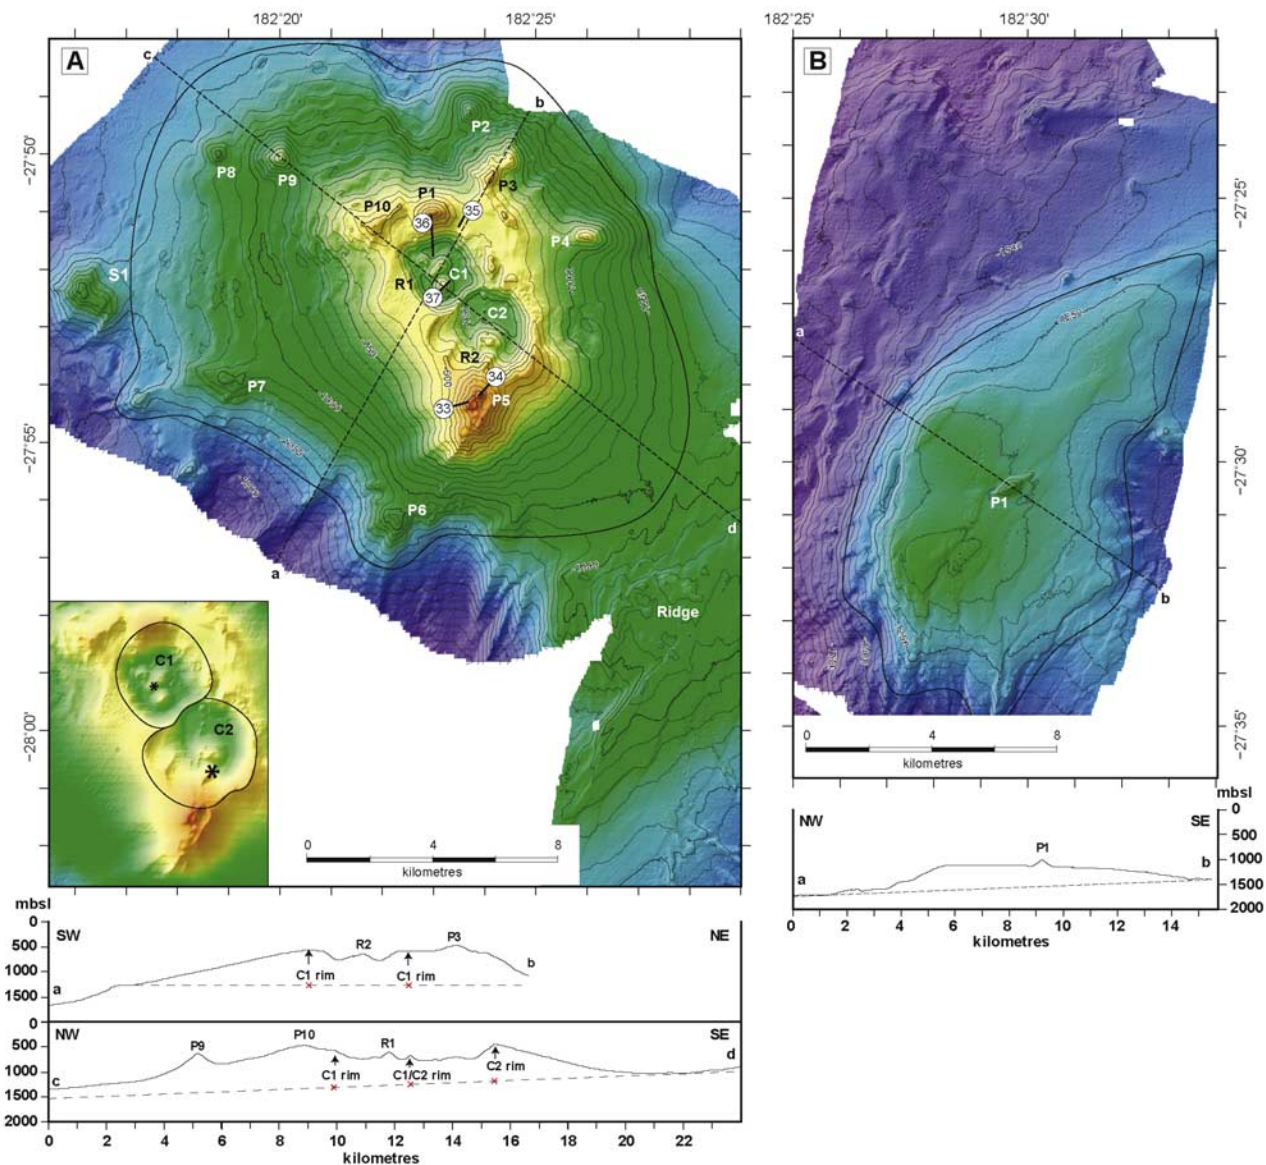 182°20'
182°25'
182°25'
182°30'
A
B
c
b
P2
-27°50'
P8
P9
P3
P1
P10
35
36
P4
-27°25'
S1
C1
R1
37
C2
a
R2
34
P7
33
P5
-27°55'
-27°30'
P1
P6
d
a
b
Ridge
C1
C2
-28°00'
-27°35'
0 4 8
kilometres
0 4 8
kilometres
mbsl
NW SE
0
500
1000
1500
2000
P1
a b
0 2 4 6 8 10 12 14
kilometres
mbsl
0
500
1000
1500
SW NE
R2
P3
C1 rim
C1 rim
a b
0
500
1000
1500
2000
NW SE
P9
P10
R1
C1 rim
C1/C2 rim
C2 rim
c d
0 2 4 6 8 10 12 14 16 18 20 22
kilometres